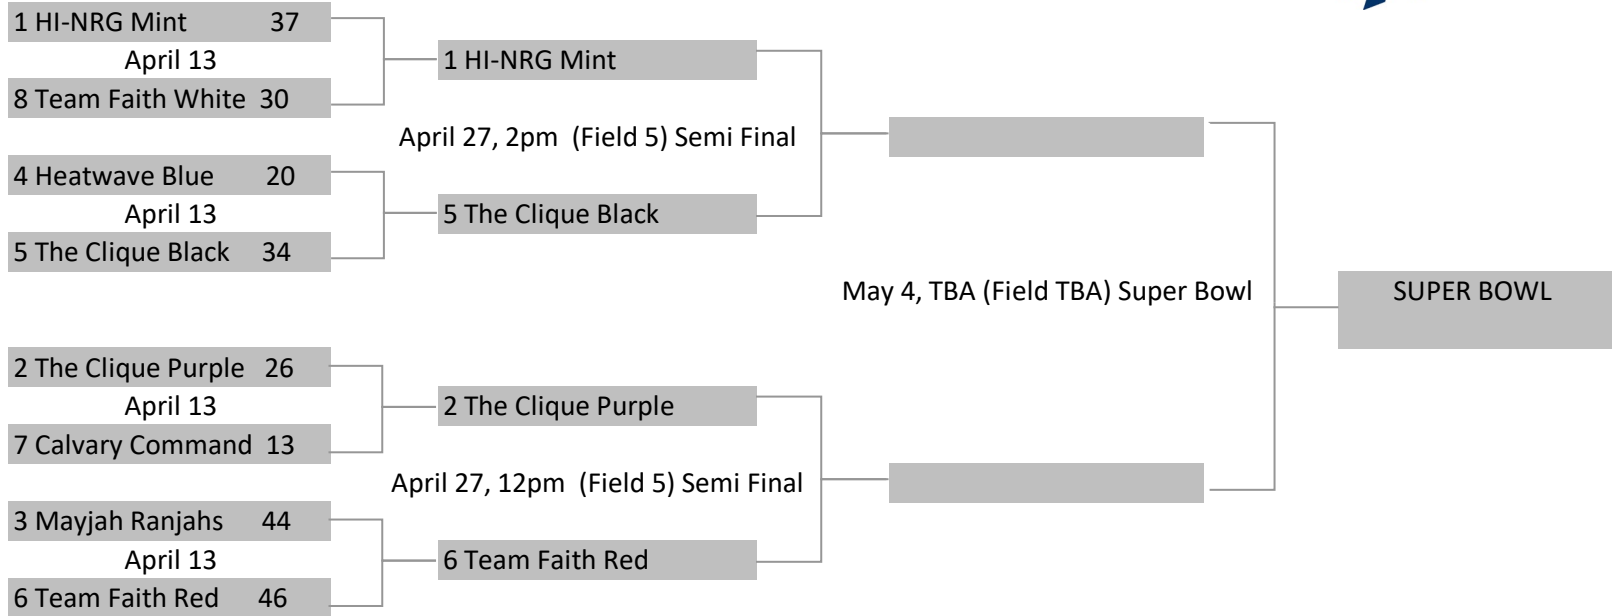 1 HI-NRG Mint 37
April 13
8 Team Faith White 30
1 HI-NRG Mint
April 27, 2pm (Field 5) Semi Final
4 Heatwave Blue 20
April 13
5 The Clique Black 34
5 The Clique Black
May 4, TBA (Field TBA) Super Bowl
SUPER BOWL
2 The Clique Purple 26
April 13
7 Calvary Command 13
2 The Clique Purple
April 27, 12pm (Field 5) Semi Final
3 Mayjah Ranjahs 44
April 13
6 Team Faith Red 46
6 Team Faith Red